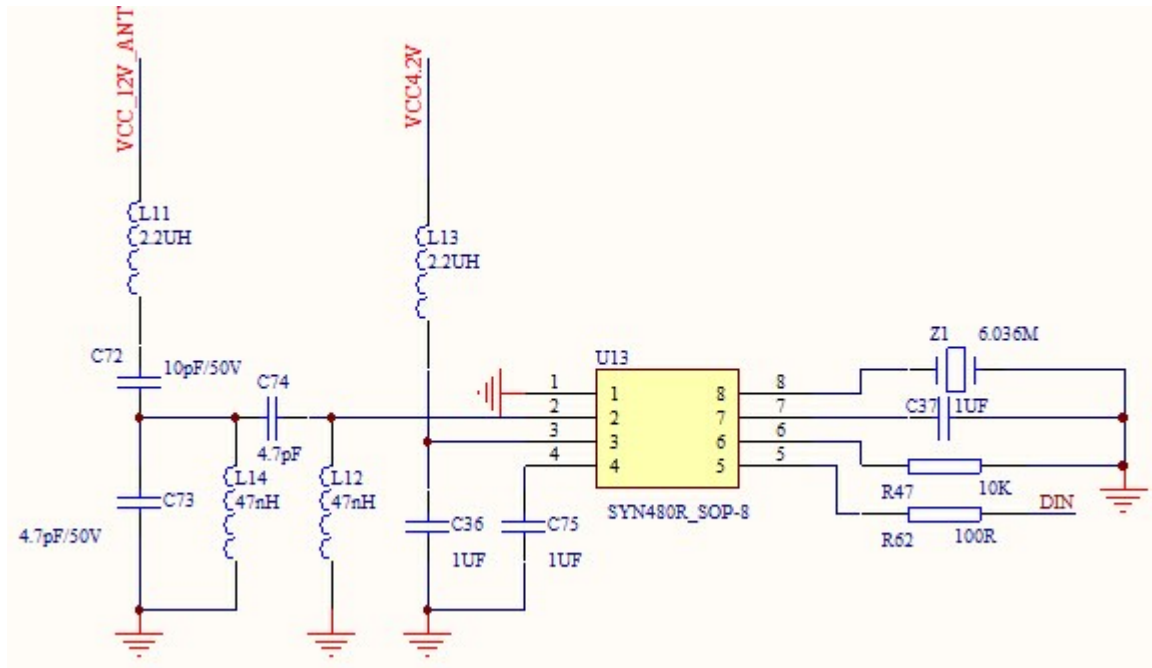 VCC_12V_ANT
VCC4.2V
L11
2.2UH
L13
2.2UH
C72
10pF/50V
C74
4.7pF
L14
47nH
L12
47nH
C73
4.7pF/50V
C36
1UF
C75
1UF
U13
1
2
3
4
1
2
3
4
8
7
6
5
8
7
6
5
SYN480R_SOP-8
Z1
6.036M
C37
1UF
R47
10K
DIN
R62
100R